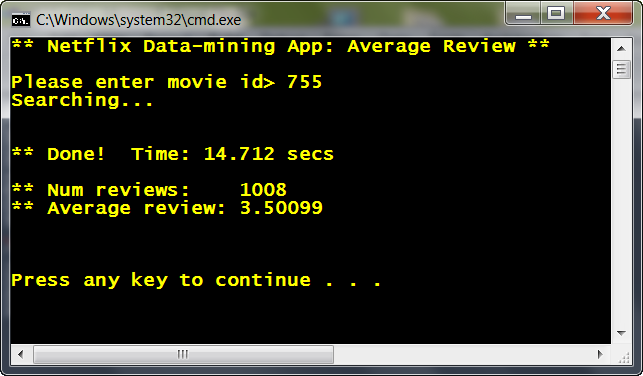 C:\Windows\system32\cmd.exe
** Netflix Data-mining App: Average Review **
Please enter movie id> 755
Searching...
** Done!  Time: 14.712 secs
** Num reviews:    1008
** Average review: 3.50099
Press any key to continue . . .